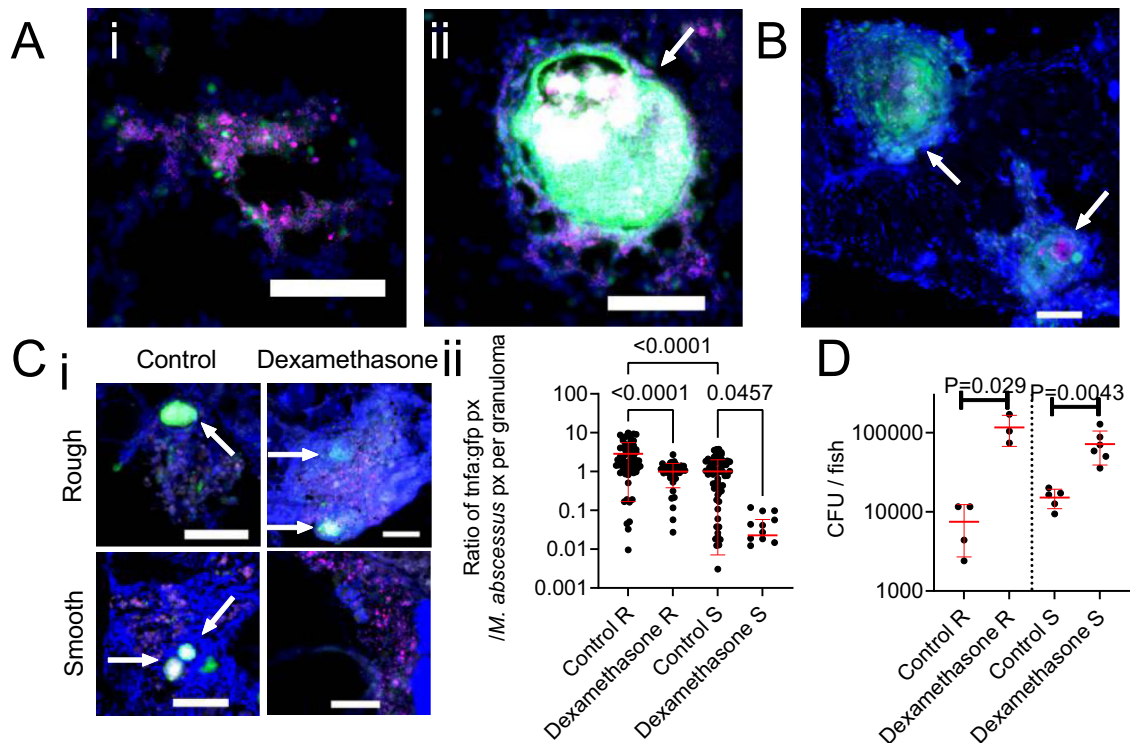 A
i
ii
B
C
i
Control
Dexamethasone
Rough
Smooth
ii
<0.0001
<0.0001
0.0457
100
10
1
0.1
0.01
0.001
Ratio of tnfa:gfp px
/M. abscessus px per granuloma
Control R
Dexamethasone R
Control S
Dexamethasone S
D
P=0.029
P=0.0043
100000
10000
1000
CFU / fish
Control R
Dexamethasone R
Control S
Dexamethasone S